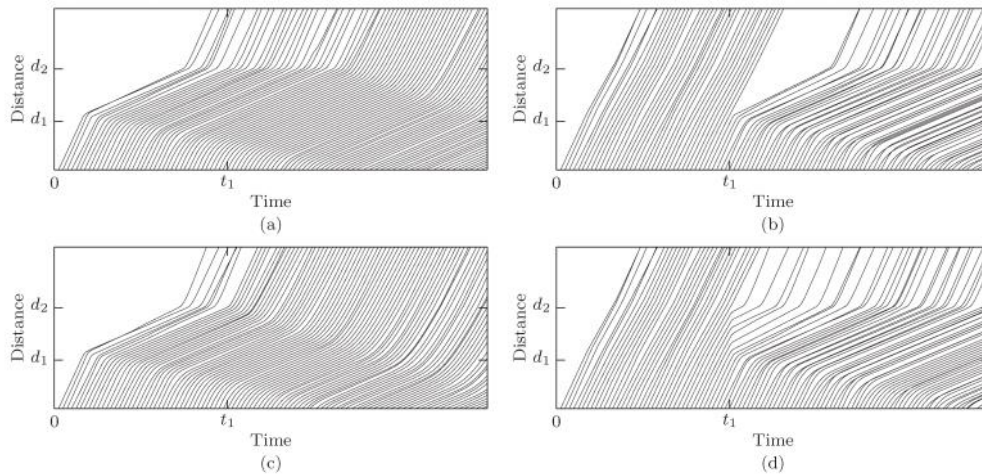 Distance
d₂
d₁
0
t₁
Time
(a)
Distance
d₂
d₁
0
t₁
Time
(b)
Distance
d₂
d₁
0
t₁
Time
(c)
Distance
d₂
d₁
0
t₁
Time
(d)